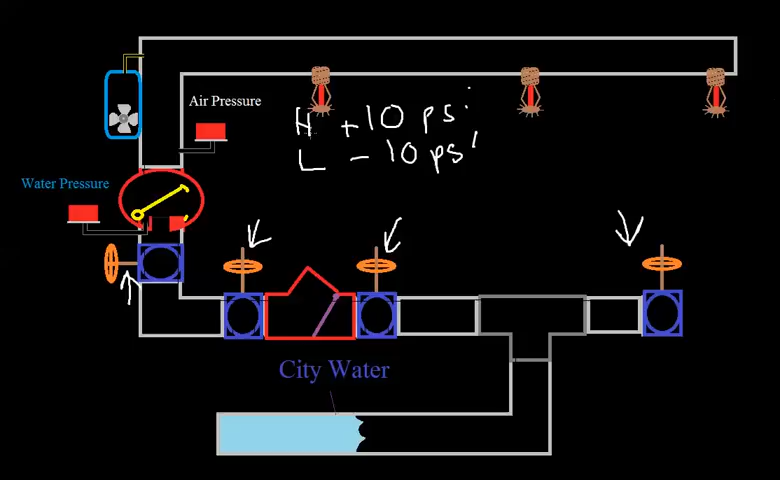 Air Pressure
H +10 psi
L -10 psi
Water Pressure
City Water